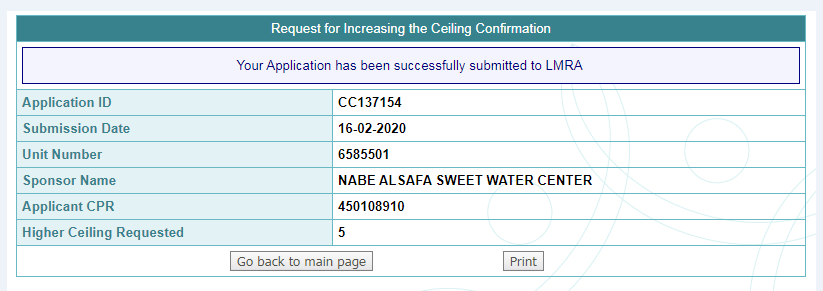 Request for Increasing the Ceiling Confirmation
Your Application has been successfully submitted to LMRA
Application ID CC137154
Submission Date 16-02-2020
Unit Number 6585501
Sponsor Name NABE ALSAFA SWEET WATER CENTER
Applicant CPR 450108910
Higher Ceiling Requested 5
Go back to main page Print